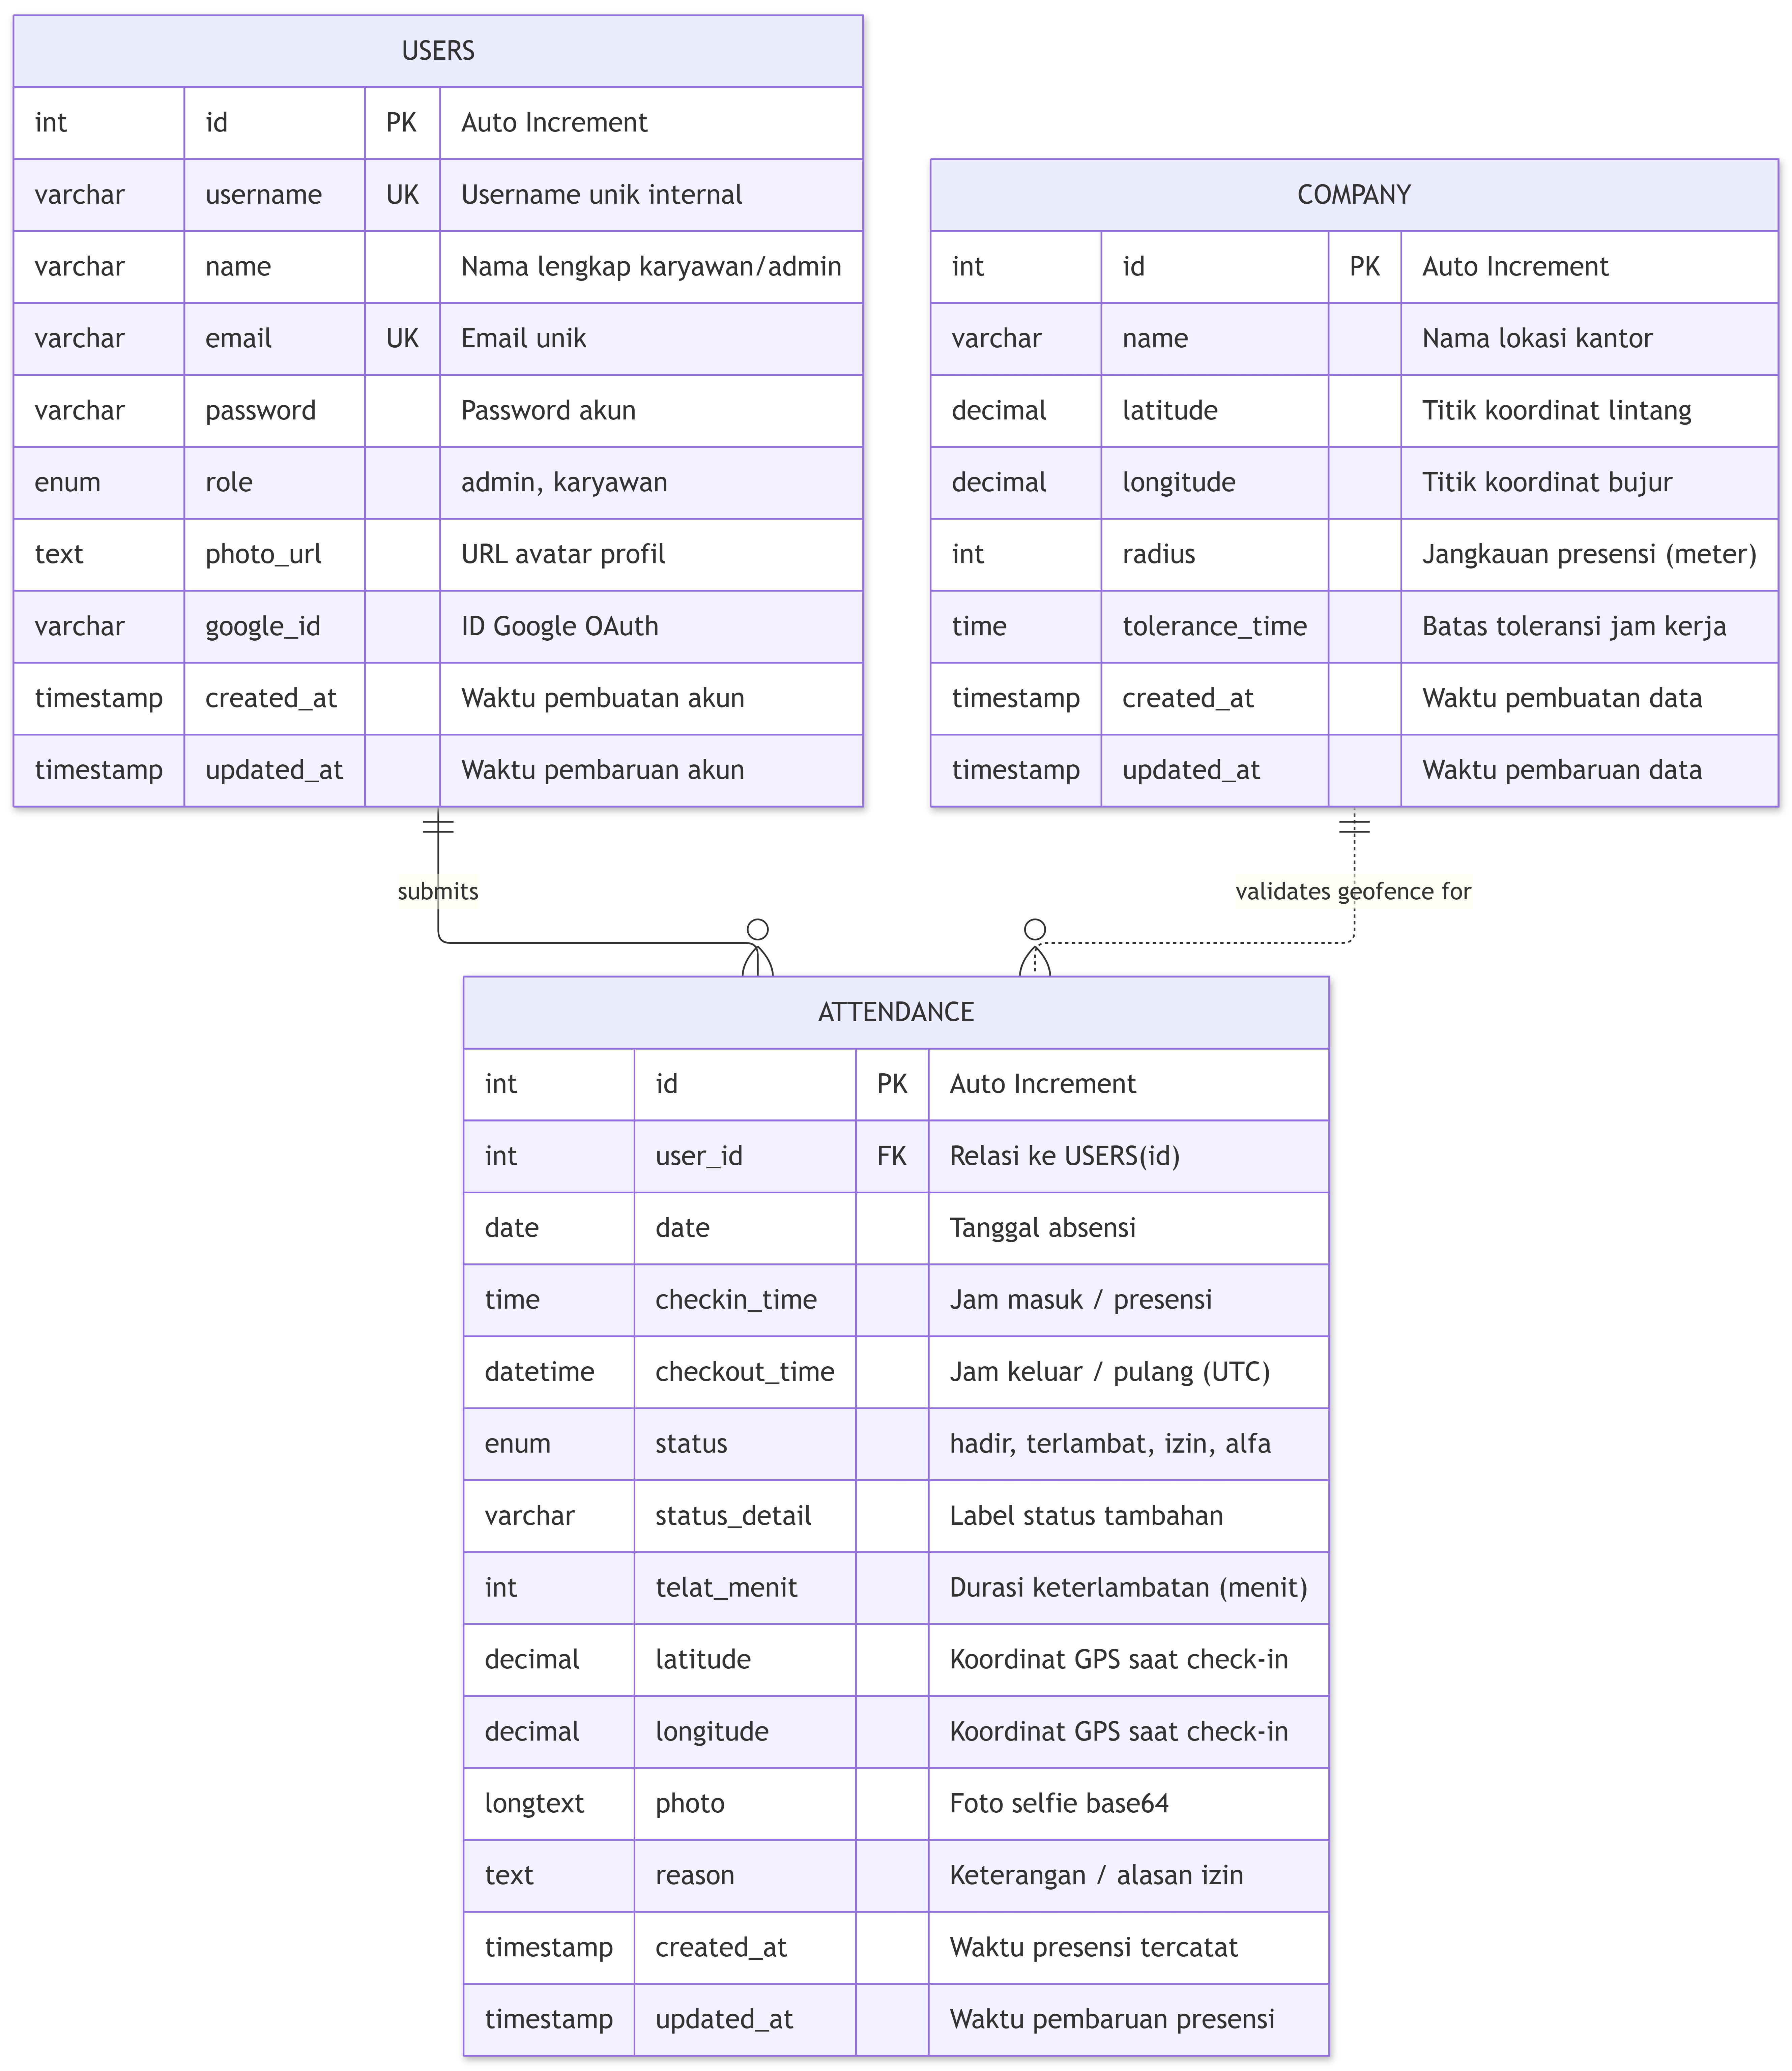 USERS
int id PK Auto Increment
varchar username UK Username unik internal
varchar name Nama lengkap karyawan/admin
varchar email UK Email unik
varchar password Password akun
enum role admin, karyawan
text photo_url URL avatar profil
varchar google_id ID Google OAuth
timestamp created_at Waktu pembuatan akun
timestamp updated_at Waktu pembaruan akun
COMPANY
int id PK Auto Increment
varchar name Nama lokasi kantor
decimal latitude Titik koordinat lintang
decimal longitude Titik koordinat bujur
int radius Jangkauan presensi (meter)
time tolerance_time Batas toleransi jam kerja
timestamp created_at Waktu pembuatan data
timestamp updated_at Waktu pembaruan data
submits
validates geofence for
ATTENDANCE
int id PK Auto Increment
int user_id FK Relasi ke USERS(id)
date date Tanggal absensi
time checkin_time Jam masuk / presensi
datetime checkout_time Jam keluar / pulang (UTC)
enum status hadir, terlambat, izin, alfa
varchar status_detail Label status tambahan
int telat_menit Durasi keterlambatan (menit)
decimal latitude Koordinat GPS saat check-in
decimal longitude Koordinat GPS saat check-in
longtext photo Foto selfie base64
text reason Keterangan / alasan izin
timestamp created_at Waktu presensi tercatat
timestamp updated_at Waktu pembaruan presensi